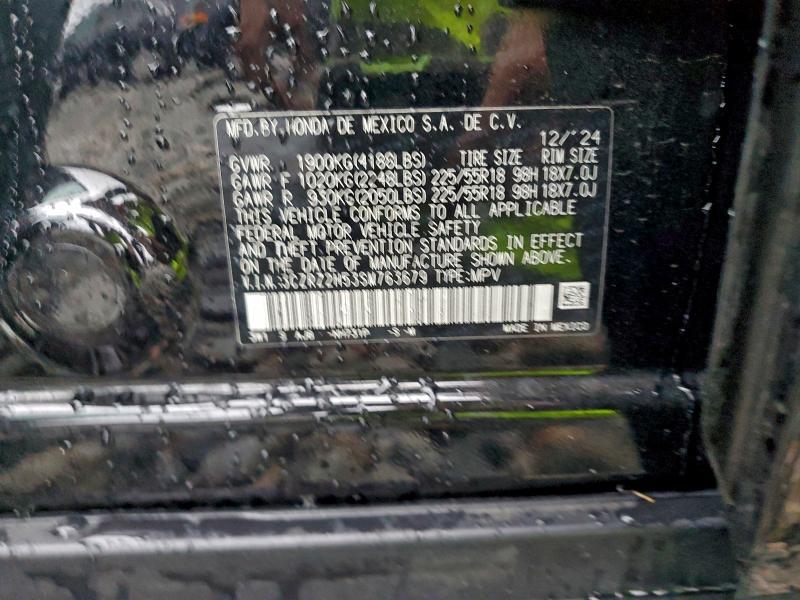 MFD. BY HONDA DE MEXICO S.A. DE C.V.
12/'24
GVWR 1900KG(4188LBS) TIRE SIZE RIM SIZE
GAWR F 1020KG(2248LBS) 225/55R18 98H 18X7.0J
GAWR R 930KG(2050LBS) 225/55R18 98H 18X7.0J
THIS VEHICLE CONFORMS TO ALL APPLICABLE
FEDERAL MOTOR VEHICLE SAFETY
AND THEFT PREVENTION STANDARDS IN EFFECT
ON THE DATE OF MANUFACTURE SHOWN ABOVE.
V.I.N.:3CZRZ2H53SM763679 TYPE:MPV
MADE IN MEXICO